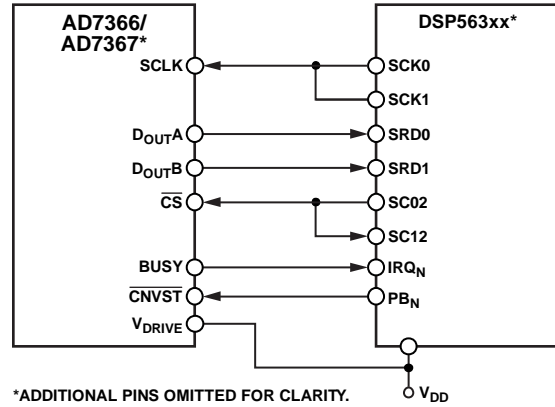 AD7366/
AD7367*
DSP563xx*
SCLK
SCK0
SCK1
DOUTA
SRD0
DOUTB
SRD1
CS
SC02
SC12
BUSY
IRQN
CNVST
PBN
VDRIVE
VDD
*ADDITIONAL PINS OMITTED FOR CLARITY.